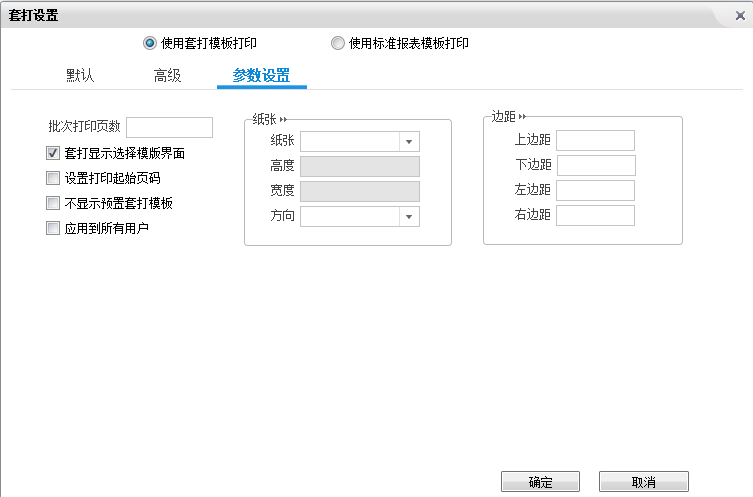 套打设置
使用套打模板打印 使用标准报表模板打印
默认 高级 参数设置
批次打印页数
套打显示选择模版界面
设置打印起始页码
不显示预置套打模板
应用到所有用户
纸张
纸张
高度
宽度
方向
边距
上边距
下边距
左边距
右边距
确定 取消